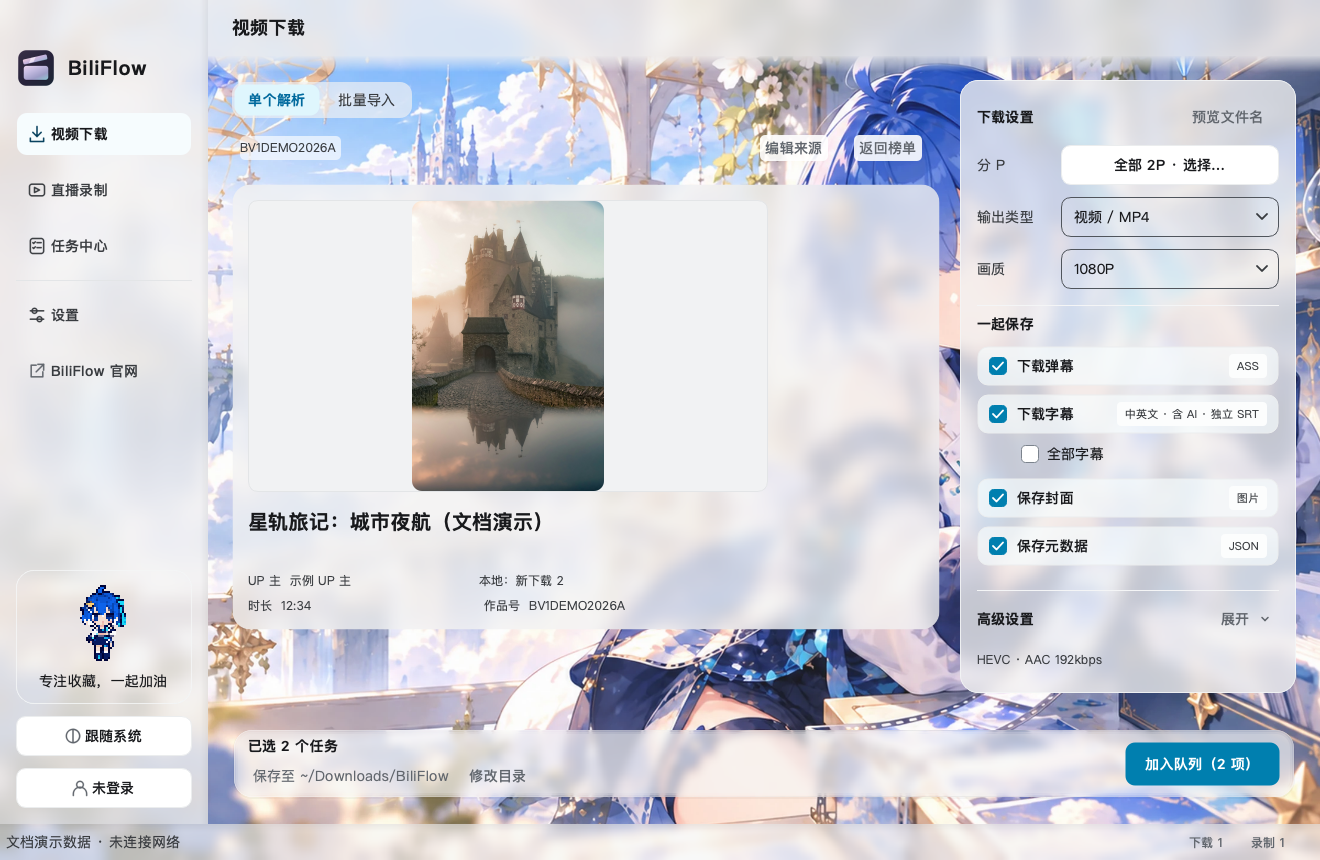 视频下载
BiliFlow
视频下载
直播录制
任务中心
设置
BiliFlow 官网
专注收藏，一起加油
跟随系统
未登录
单个解析
批量导入
BV1DEMO2026A
编辑来源
返回榜单
星轨旅记：城市夜航（文档演示）
UP 主 示例 UP 主
本地：新下载 2
时长 12:34
作品号 BV1DEMO2026A
下载设置
预览文件名
分 P
全部 2P · 选择...
输出类型
视频 / MP4
画质
1080P
一起保存
下载弹幕
ASS
下载字幕
中英文 · 含 AI · 独立 SRT
全部字幕
保存封面
图片
保存元数据
JSON
高级设置
展开
HEVC · AAC 192kbps
已选 2 个任务
保存至 ~/Downloads/BiliFlow
修改目录
加入队列（2 项）
文档演示数据 · 未连接网络
下载 1
录制 1